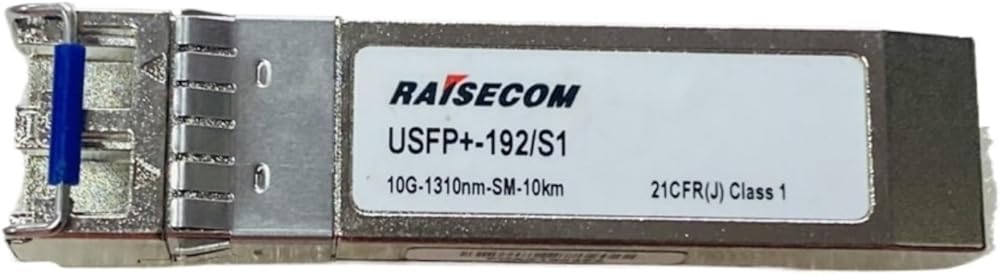 RAISECOM
USFP+-192/S1
10G-1310nm-SM-10km
21CFR(J) Class 1